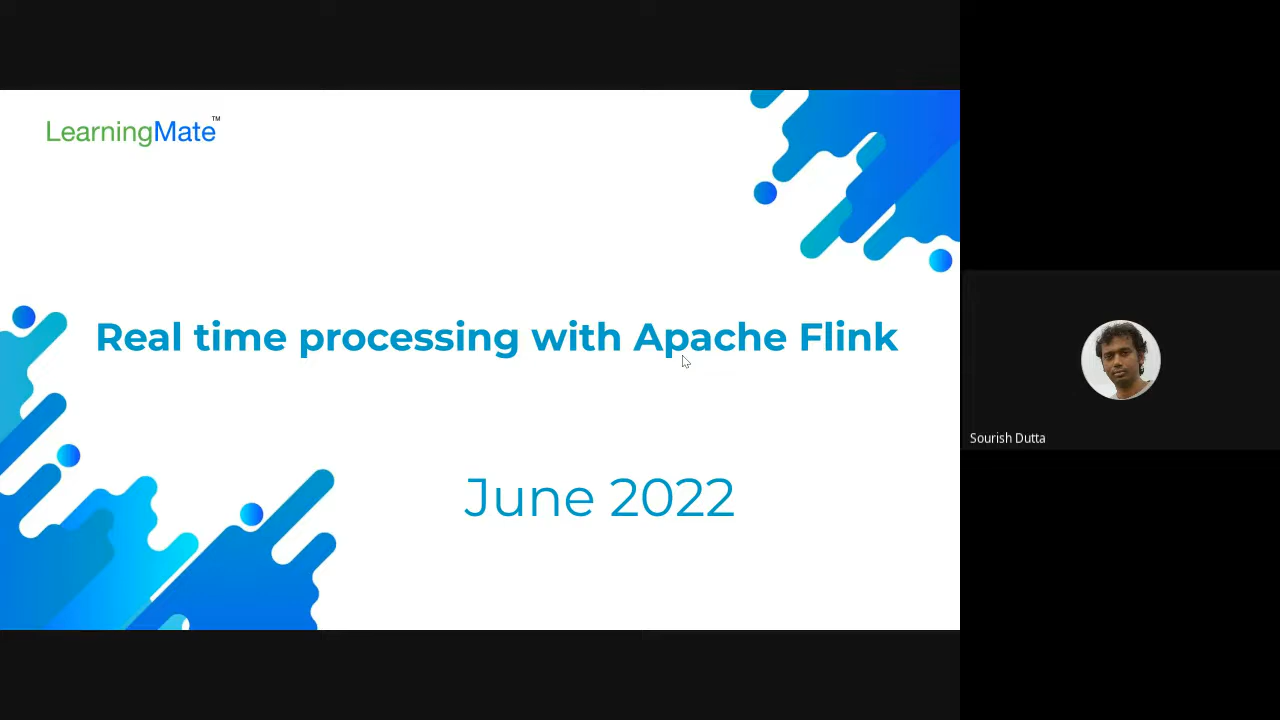 LearningMate™
Real time processing with Apache Flink
June 2022
Sourish Dutta